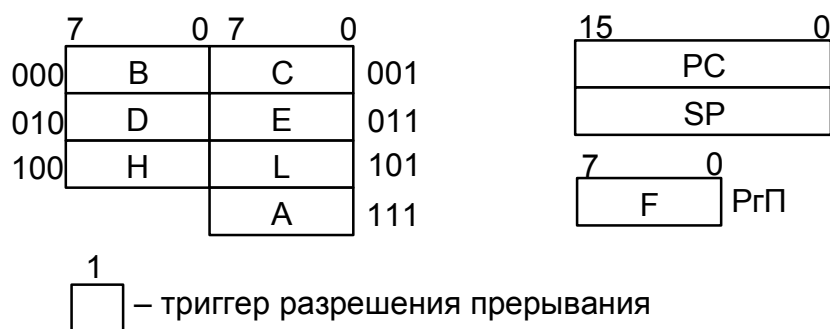 7 0 7 0 15 0
000 B C 001 PC
010 D E 011 SP
100 H L 101 7 0
A 111 F РгП
1
– триггер разрешения прерывания